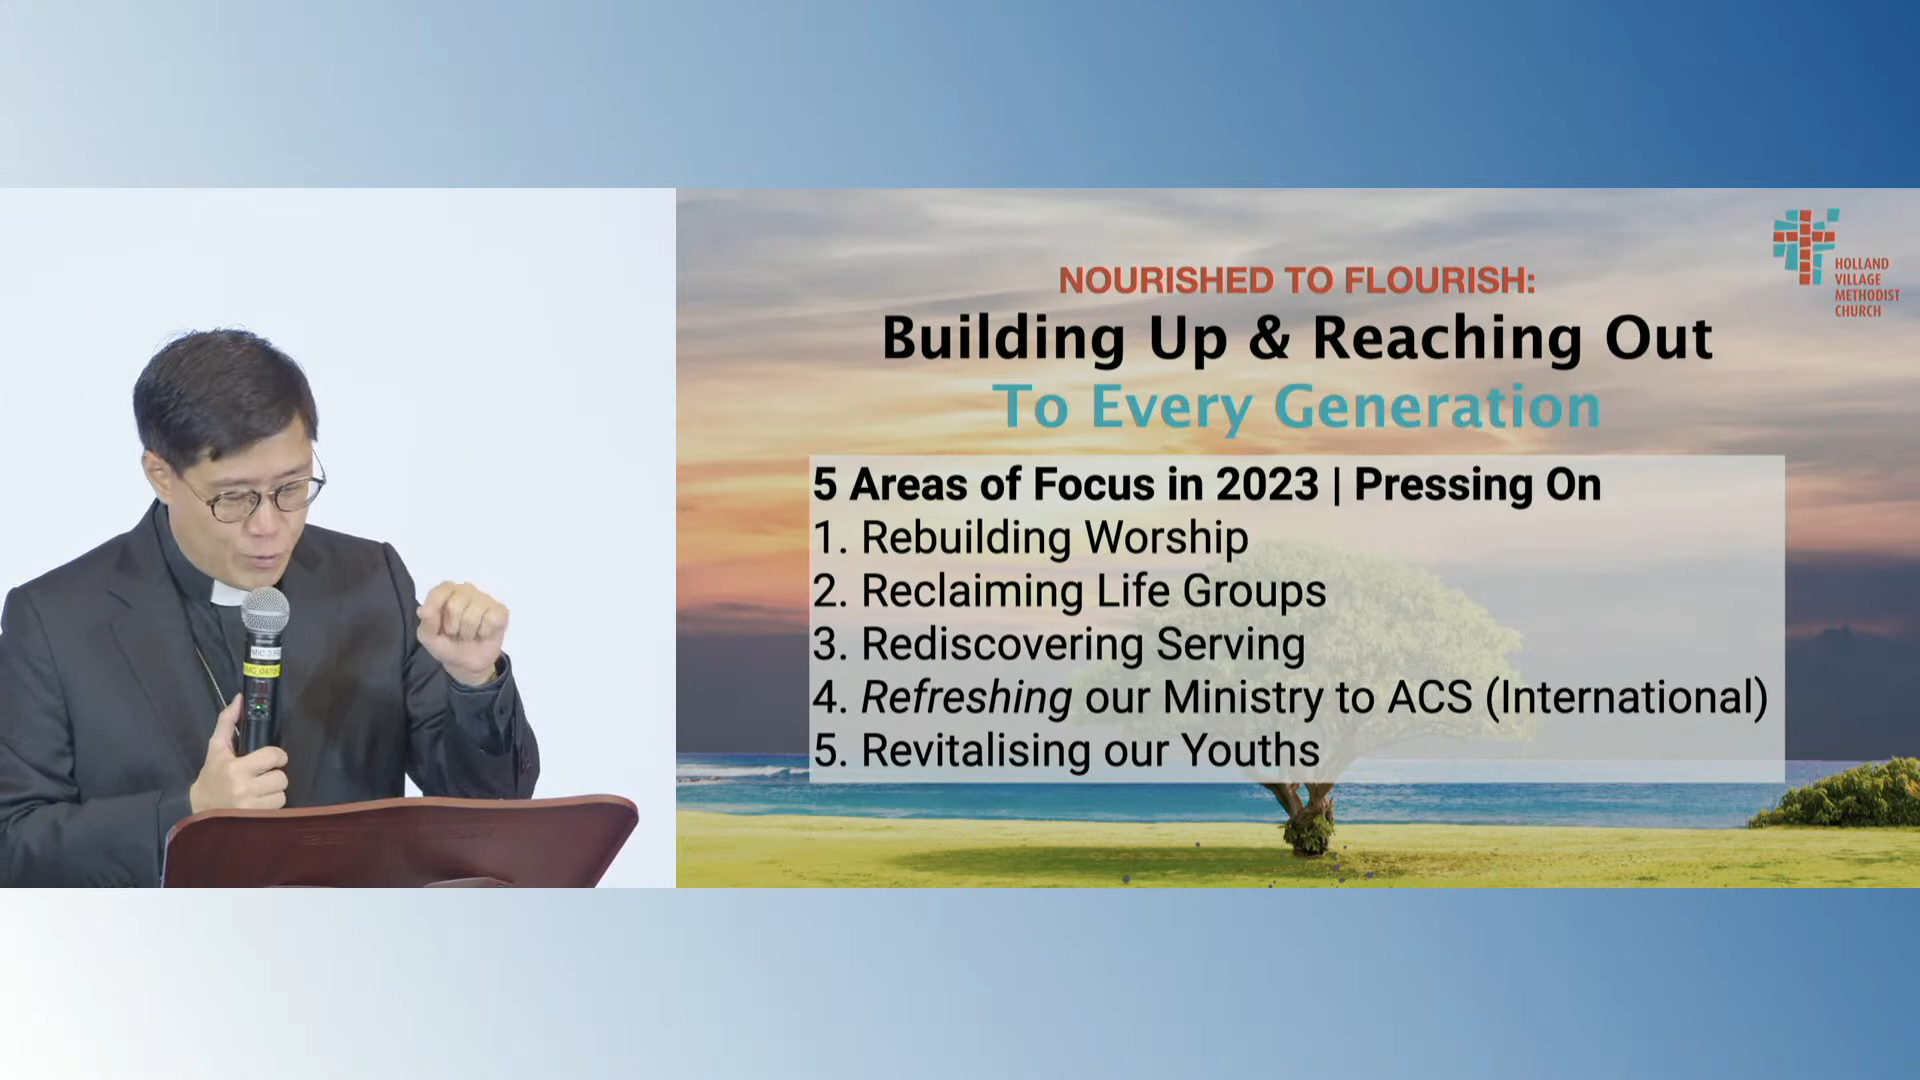 NOURISHED TO FLOURISH:
Building Up & Reaching Out
To Every Generation
HOLLAND
VILLAGE
METHODIST
CHURCH
5 Areas of Focus in 2023 | Pressing On
1. Rebuilding Worship
2. Reclaiming Life Groups
3. Rediscovering Serving
4. Refreshing our Ministry to ACS (International)
5. Revitalising our Youths